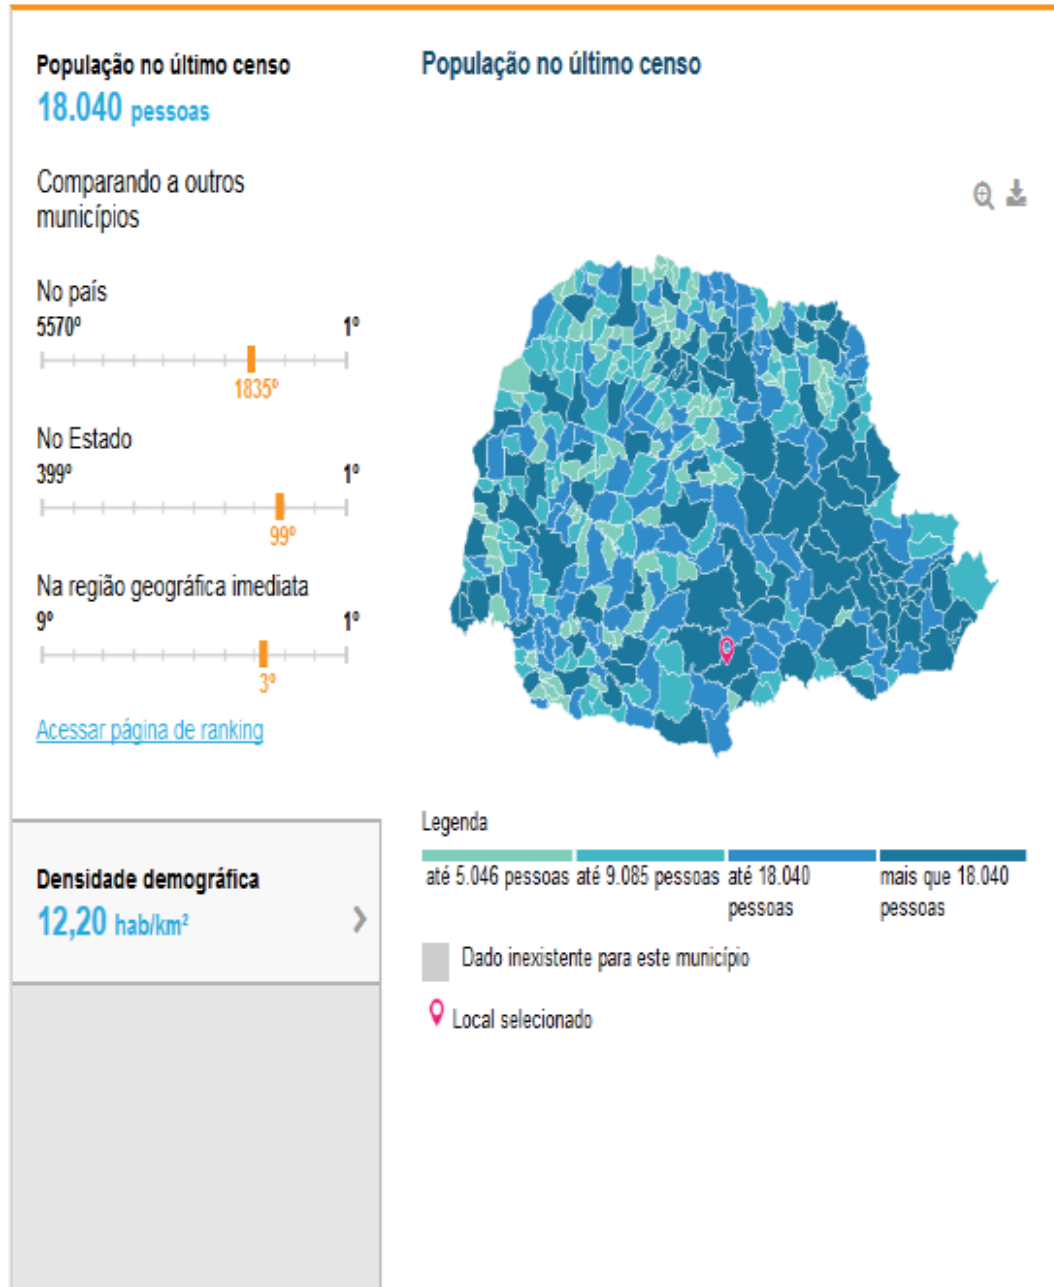 População no último censo
18.040 pessoas
Comparando a outros
municípios
No país
5570º 1º
1835º
No Estado
399º 1º
99º
Na região geográfica imediata
9º 1º
3º
Acessar página de ranking
Densidade demográfica
12,20 hab/km²
População no último censo
Legenda
até 5.046 pessoas até 9.085 pessoas até 18.040 pessoas mais que 18.040 pessoas
Dado inexistente para este município
Local selecionado